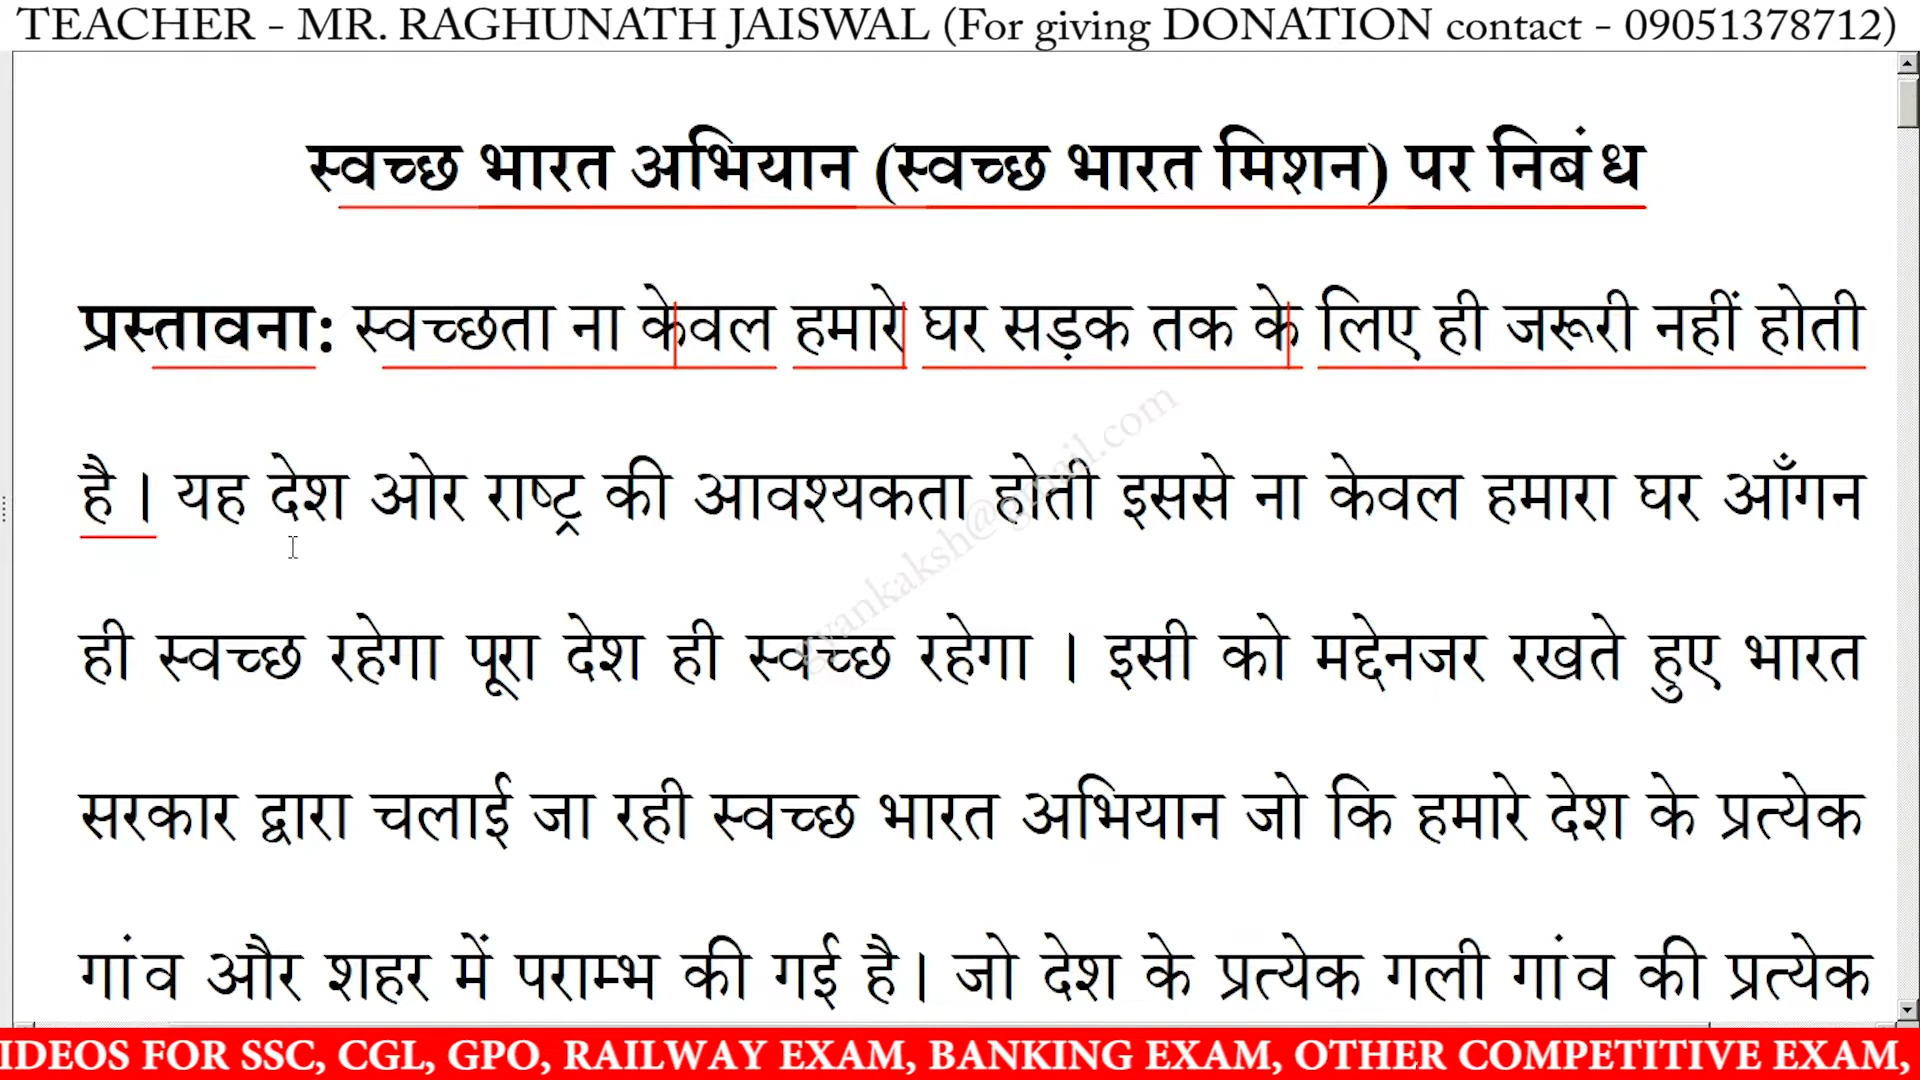 TEACHER - MR. RAGHUNATH JAISWAL (For giving DONATION contact - 09051378712)
स्वच्छ भारत अभियान (स्वच्छ भारत मिशन) पर निबंध
प्रस्तावना: स्वच्छता ना केवल हमारे घर सड़क तक के लिए ही जरूरी नहीं होती
है। यह देश ओर राष्ट्र की आवश्यकता होती इससे ना केवल हमारा घर आँगन
ही स्वच्छ रहेगा पूरा देश ही स्वच्छ रहेगा । इसी को मद्देनजर रखते हुए भारत
सरकार द्वारा चलाई जा रही स्वच्छ भारत अभियान जो कि हमारे देश के प्रत्येक
गांव और शहर में पराम्भ की गई है। जो देश के प्रत्येक गली गांव की प्रत्येक
gyankaksh@gmail.com
IDEOS FOR SSC, CGL, GPO, RAILWAY EXAM, BANKING EXAM, OTHER COMPETITIVE EXAM,